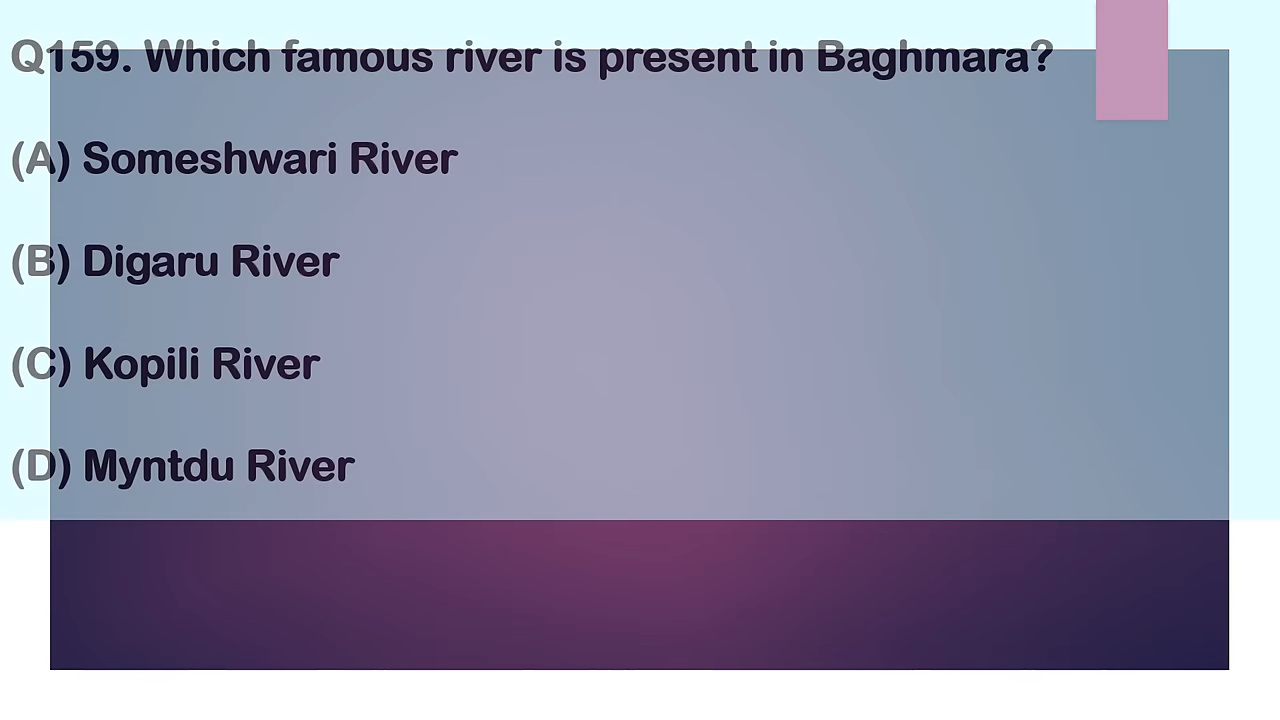 Q159. Which famous river is present in Baghmara?
(A) Someshwari River
(B) Digaru River
(C) Kopili River
(D) Myntdu River